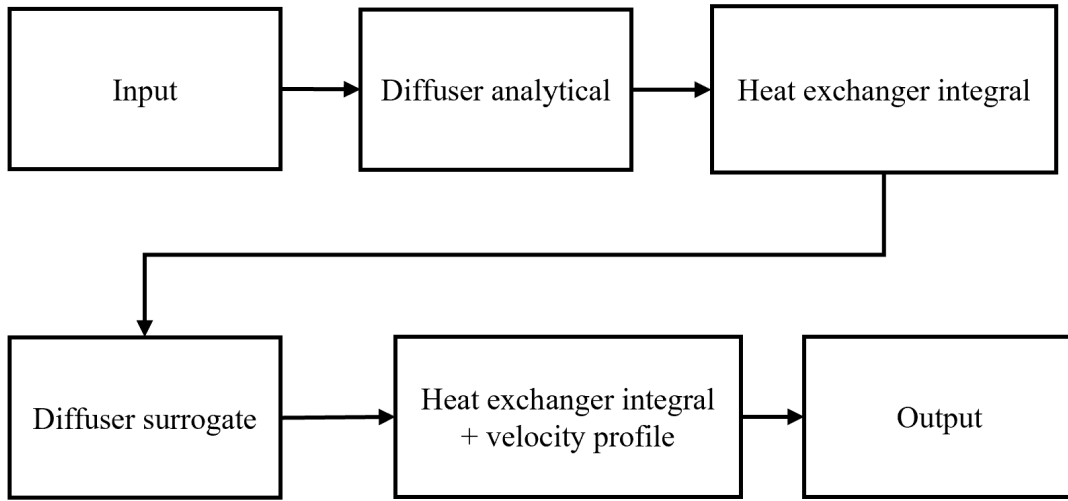 Input
Diffuser analytical
Heat exchanger integral
Diffuser surrogate
Heat exchanger integral
+ velocity profile
Output